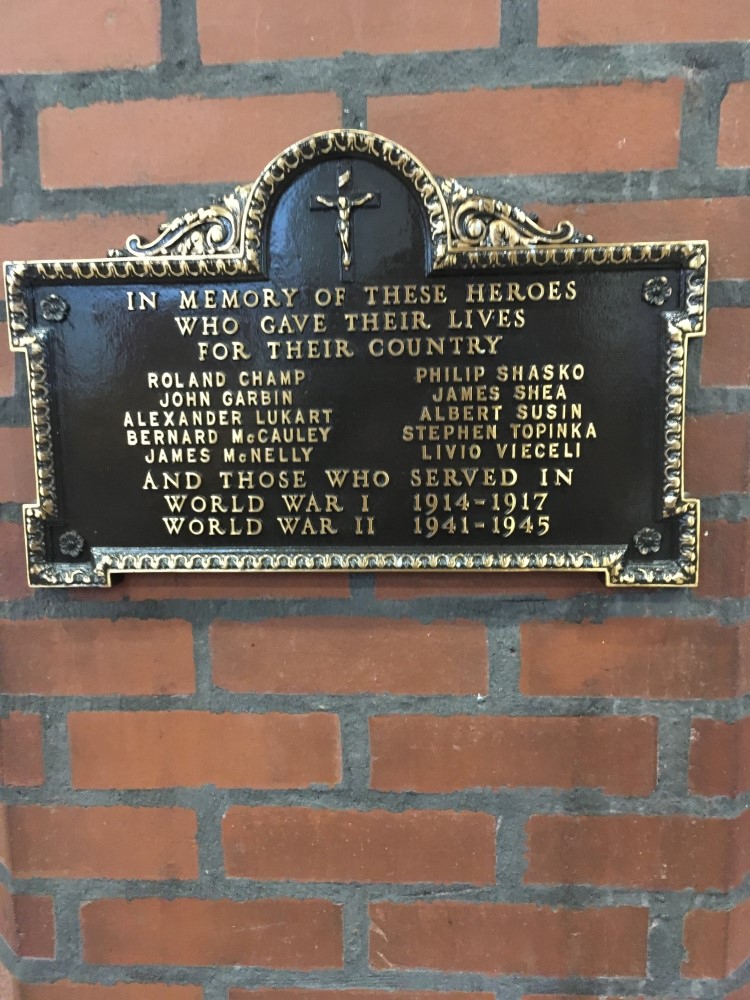 IN MEMORY OF THESE HEROES
WHO GAVE THEIR LIVES
FOR THEIR COUNTRY
ROLAND CHAMP
JOHN GARBIN
ALEXANDER LUKART
BERNARD McCAULEY
JAMES McNELLY
PHILIP SHASKO
JAMES SHEA
ALBERT SUSIN
STEPHEN TOPINKA
LIVIO VIECELI
AND THOSE WHO SERVED IN
WORLD WAR I 1914-1917
WORLD WAR II 1941-1945